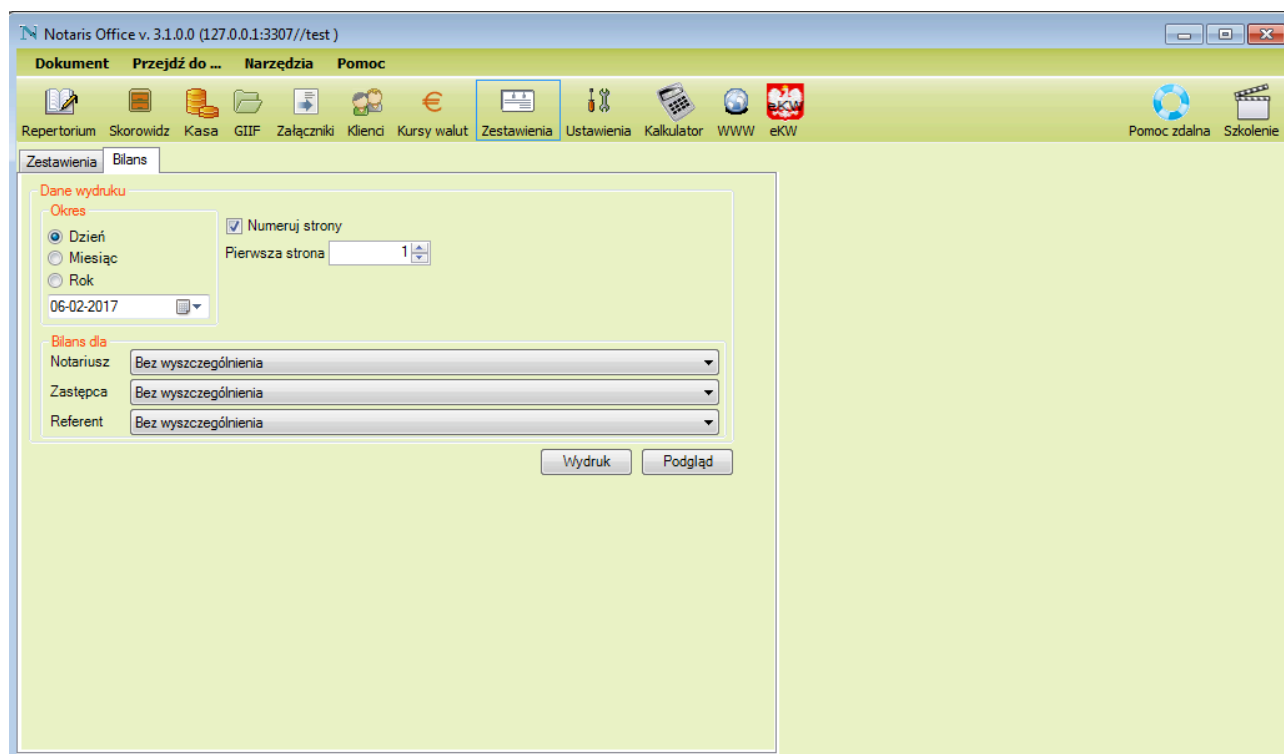 Notaris Office v. 3.1.0.0 (127.0.0.1:3307//test )
Dokument Przejdź do ... Narzędzia Pomoc
eKW
Repertorium Skorowidz Kasa GIIF Załączniki Klienci Kursy walut Zestawienia Ustawienia Kalkulator WWW eKW Pomoc zdalna Szkolenie
Zestawienia Bilans
Dane wydruku
Okres
Numeruj strony
Dzień
Pierwsza strona 1
Miesiąc
Rok
06-02-2017
Bilans dla
Notariusz Bez wyszczególnienia
Zastępca Bez wyszczególnienia
Referent Bez wyszczególnienia
Wydruk Podgląd